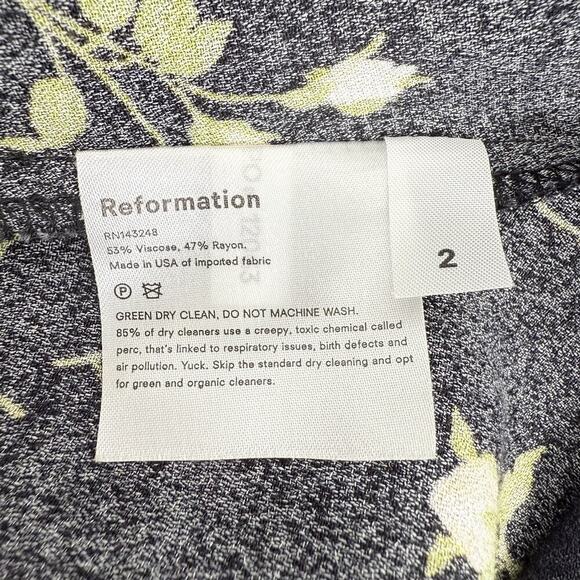 Reformation
RN143248
53% Viscose, 47% Rayon.
Made in USA of imported fabric
P
GREEN DRY CLEAN, DO NOT MACHINE WASH.
85% of dry cleaners use a creepy, toxic chemical called
perc, that's linked to respiratory issues, birth defects and
air pollution. Yuck. Skip the standard dry cleaning and opt
for green and organic cleaners.
2